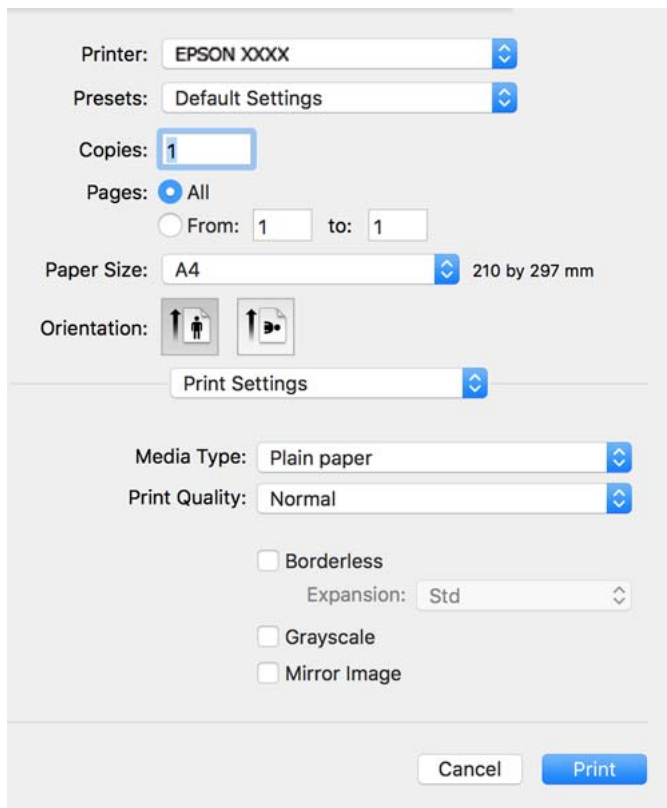 Printer: EPSON XXXX
Presets: Default Settings
Copies: 1
Pages: All
From: 1 to: 1
Paper Size: A4 210 by 297 mm
Orientation:
Print Settings
Media Type: Plain paper
Print Quality: Normal
Borderless
Expansion: Std
Grayscale
Mirror Image
Cancel Print